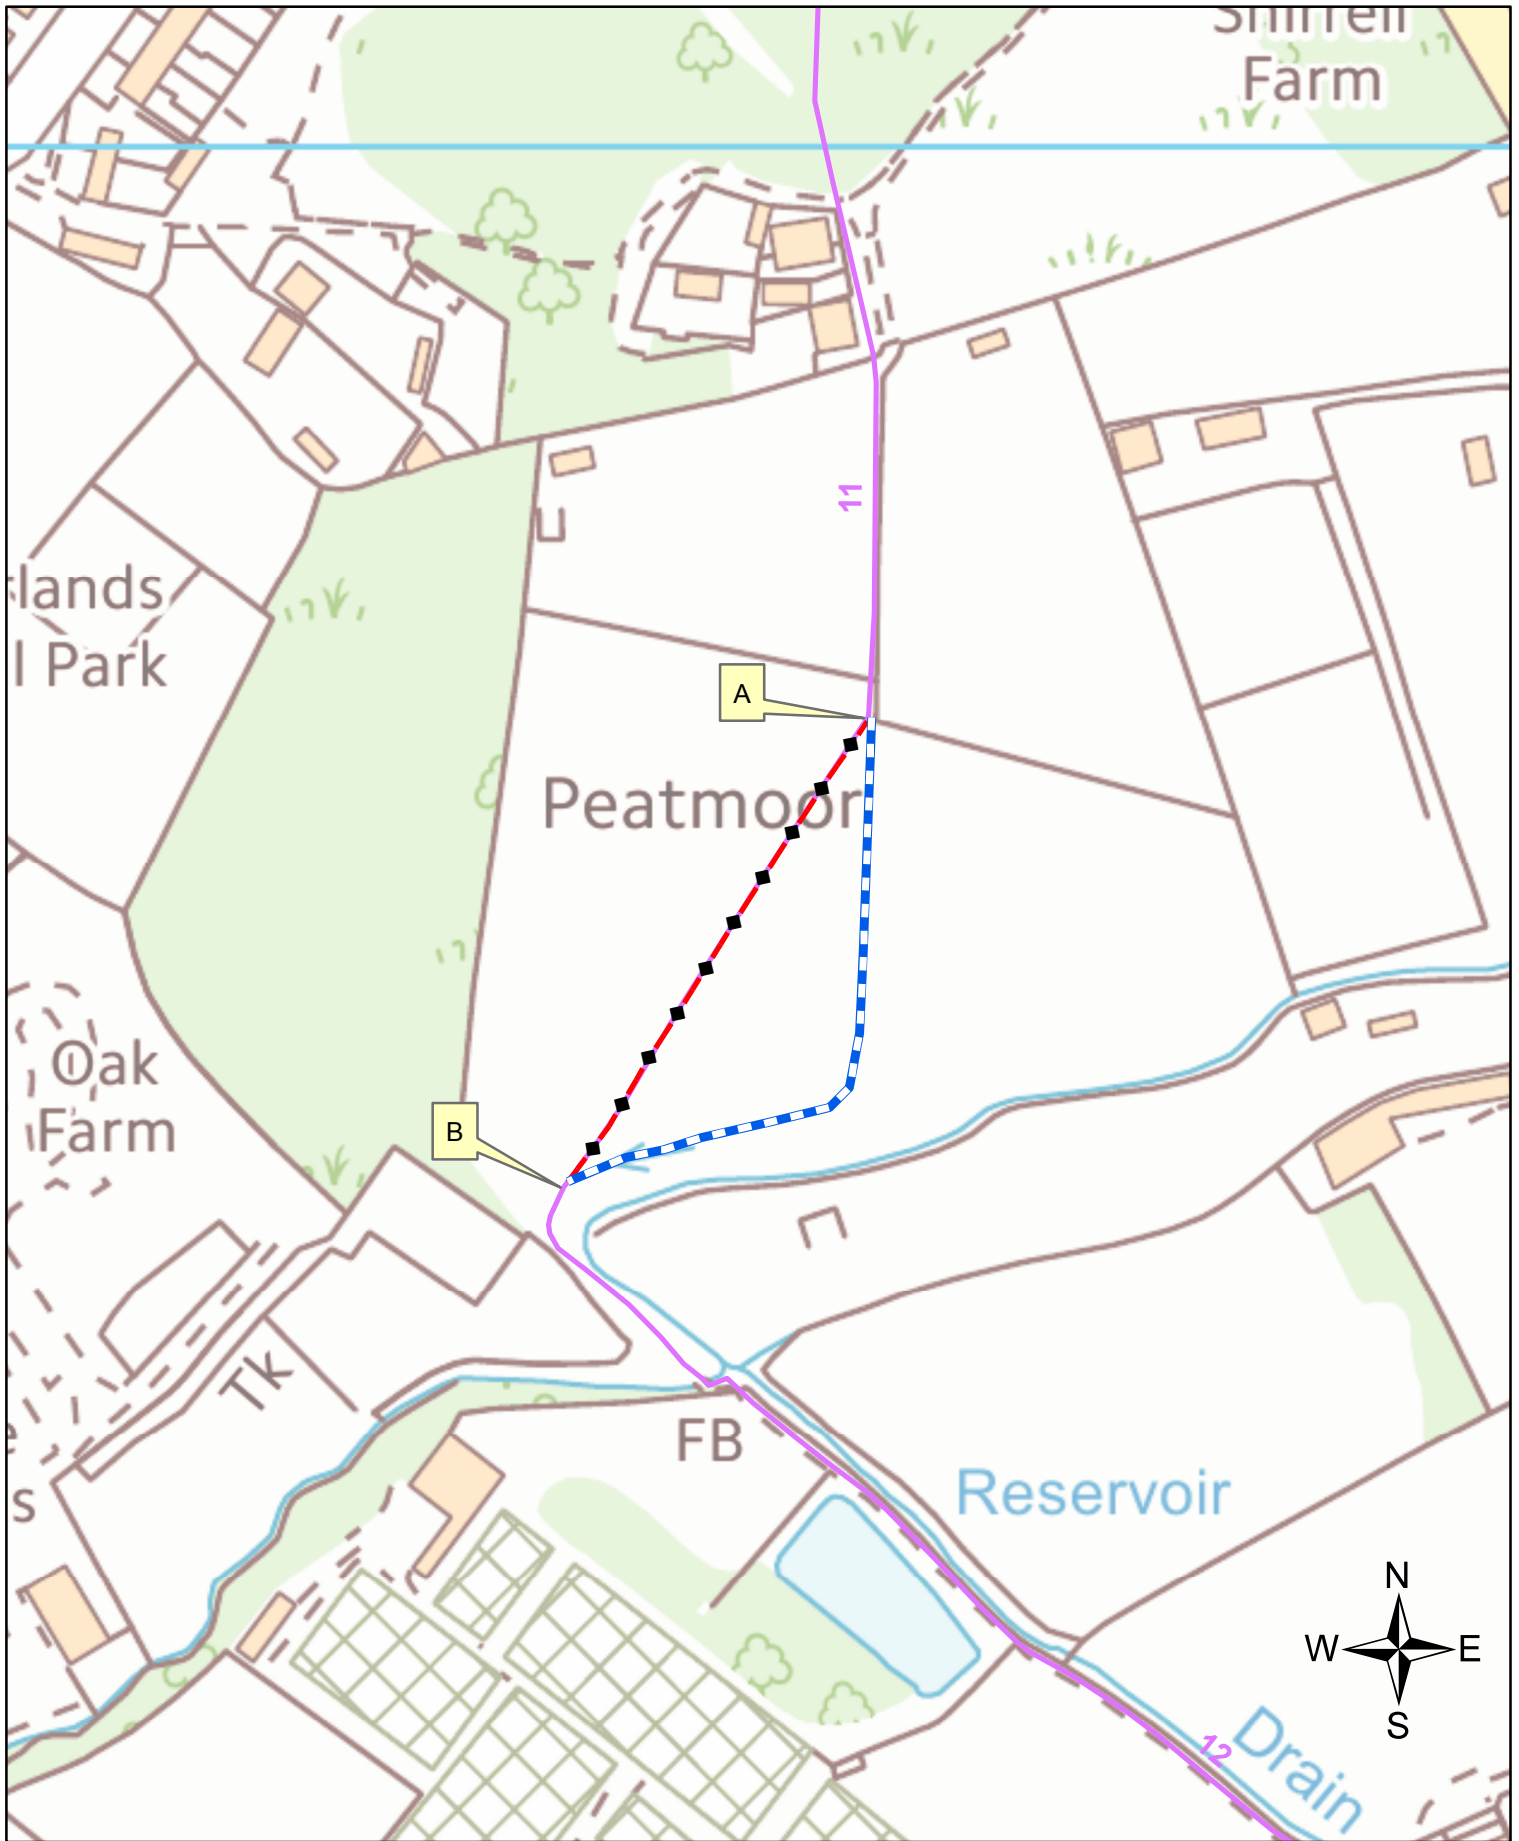 Farm
11
lands
l Park
A
Peatmoor
Oak
Farm
B
Tk
FB
s
Reservoir
N
W E
S
12
Drain